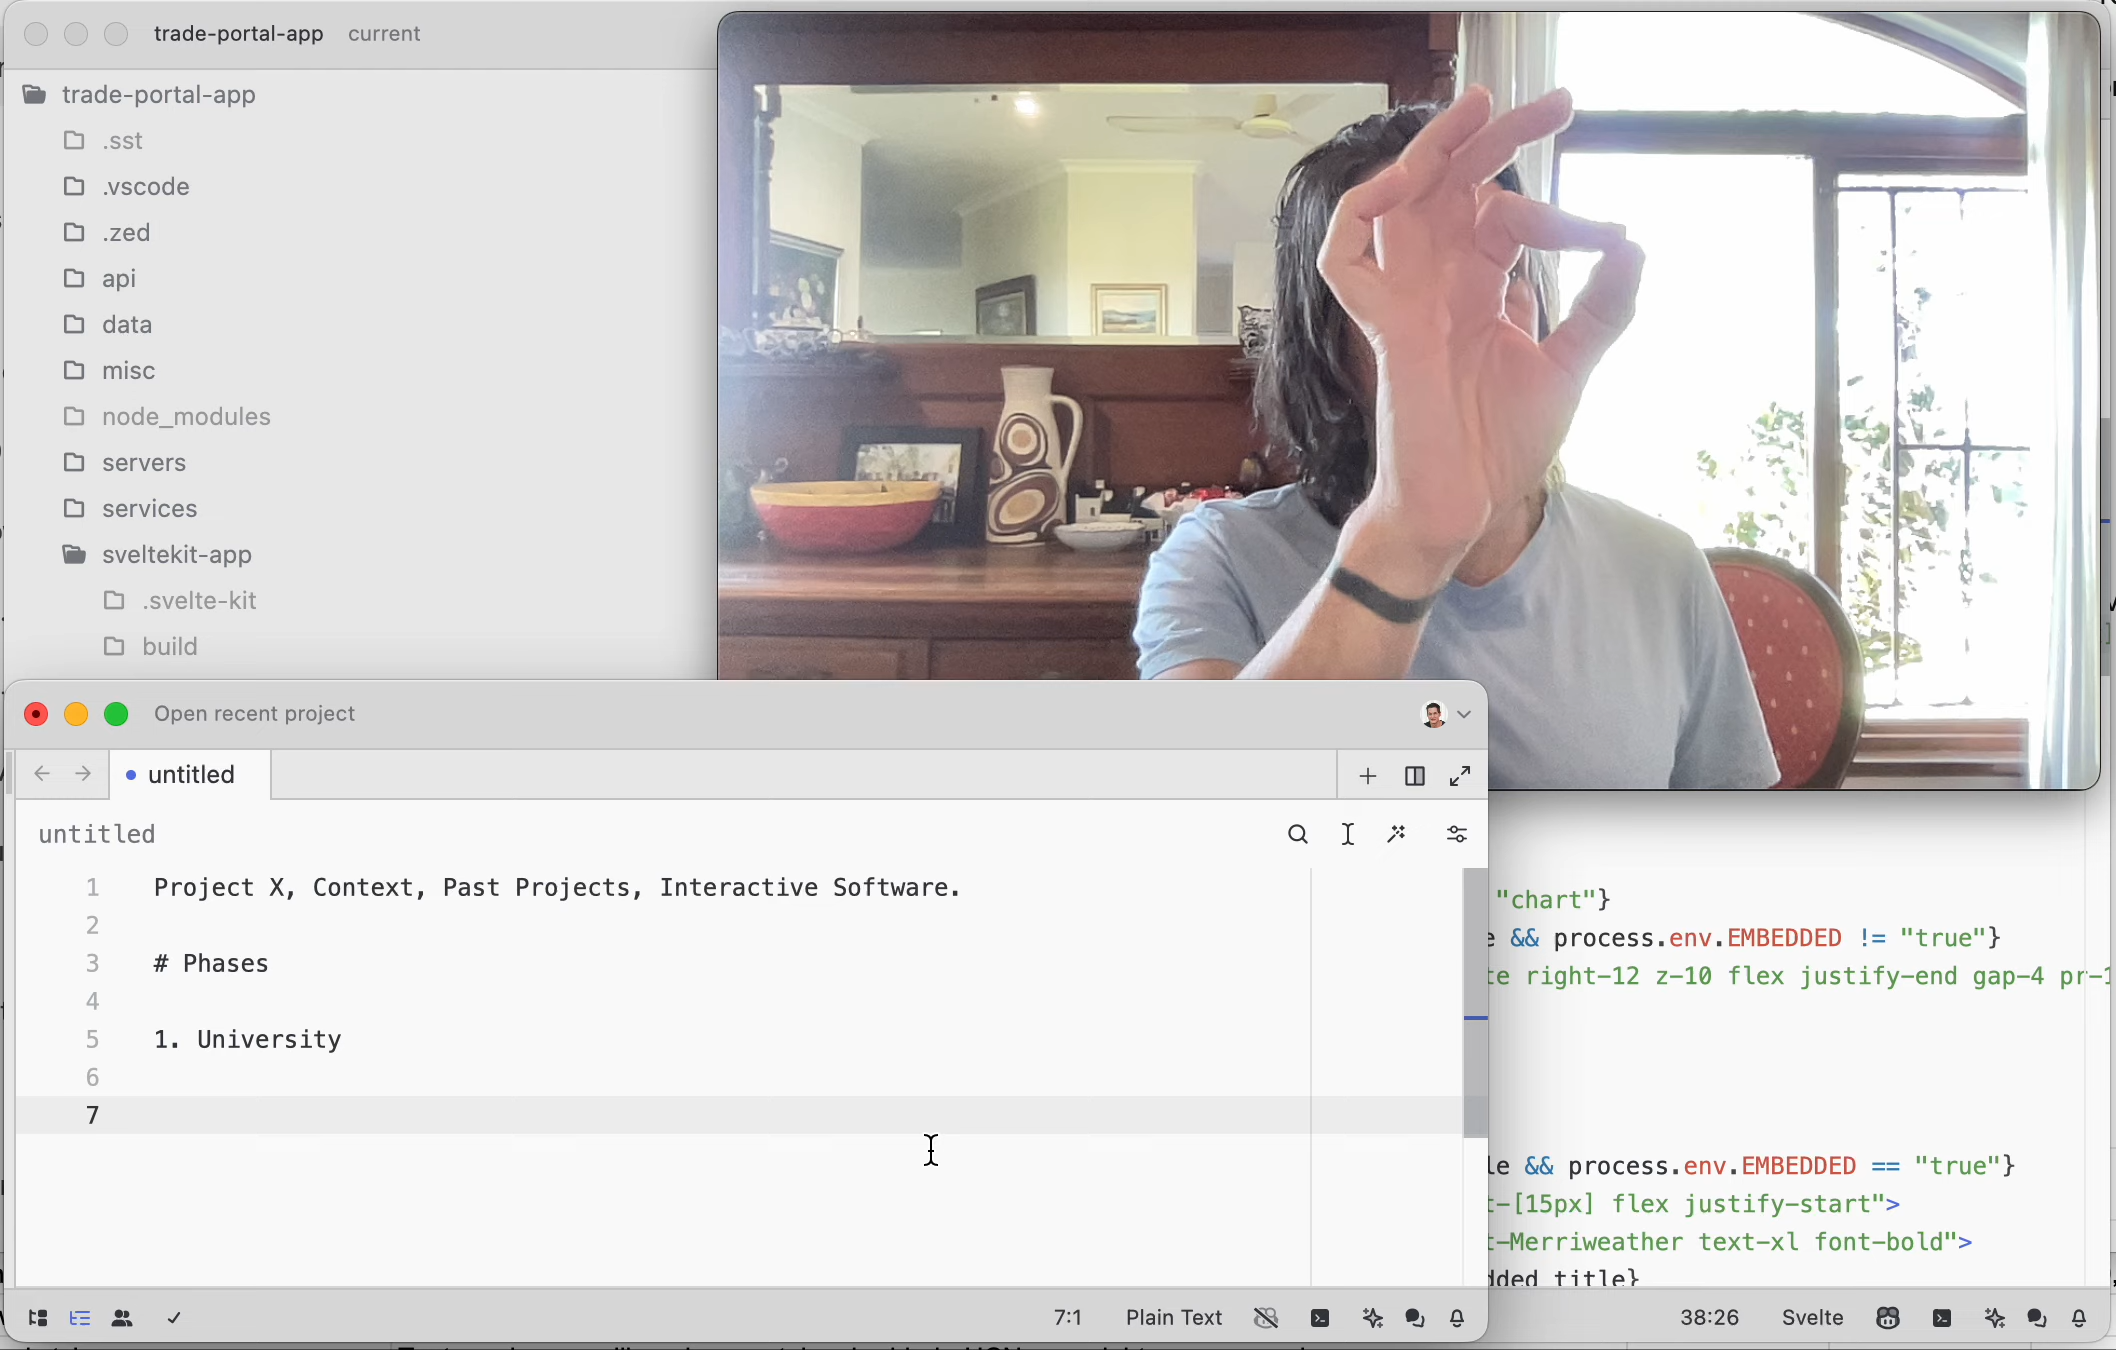 trade-portal-app current
trade-portal-app
.sst
.vscode
.zed
api
data
misc
node_modules
servers
services
sveltekit-app
.svelte-kit
build
Open recent project
untitled
untitled
1 Project X, Context, Past Projects, Interactive Software.
2
3 # Phases
4
5 1. University
6
7
7:1 Plain Text
"chart"}
&& process.env.EMBEDDED != "true"}
right-12 z-10 flex justify-end gap-4
&& process.env.EMBEDDED == "true"}
[15px] flex justify-start">
Merriweather text-xl font-bold">
title}
38:26 Svelte